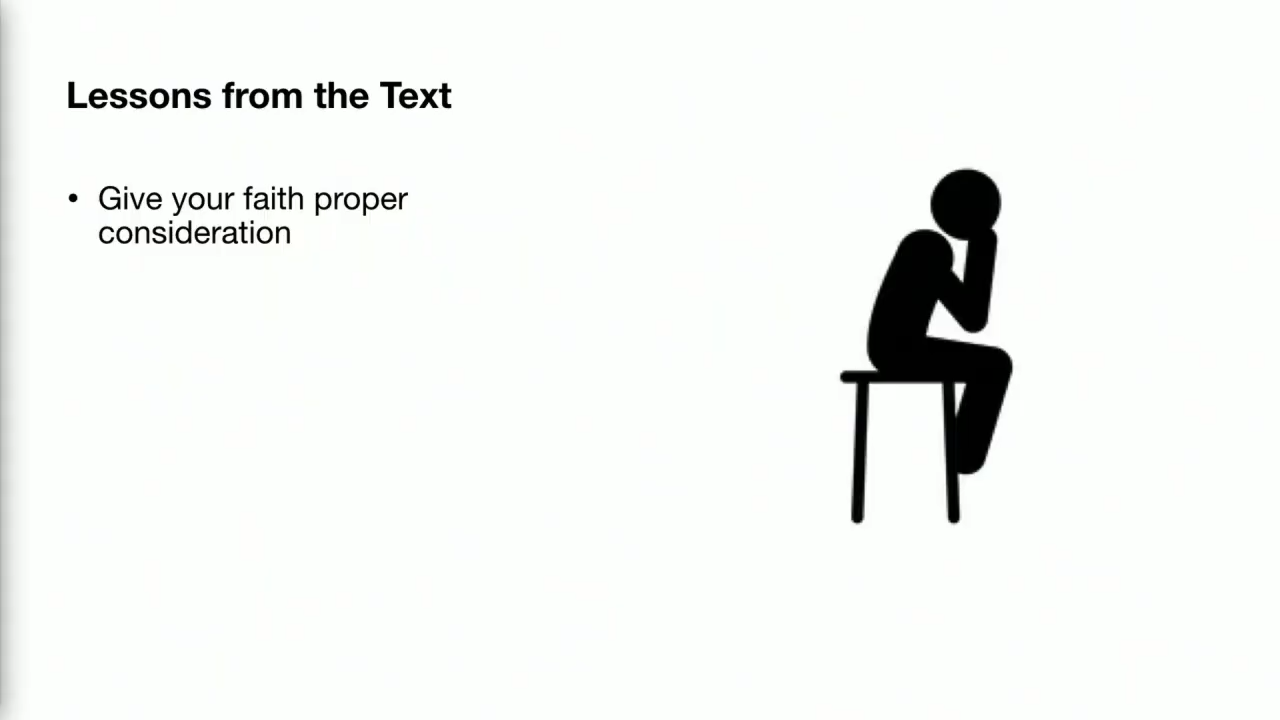 Lessons from the Text
• Give your faith proper
consideration